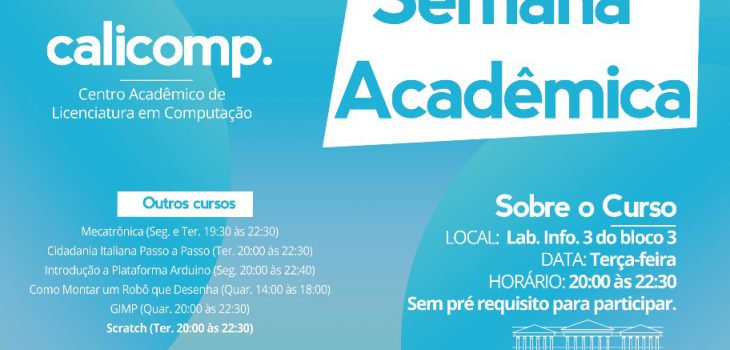 calicomp.
Centro Acadêmico de
Licenciatura em Computação
Semana
Acadêmica
Outros cursos
Mecatrônica (Seg. e Ter. 19:30 às 22:30)
Cidadania Italiana Passo a Passo (Ter. 20:00 às 22:30)
Introdução a Plataforma Arduino (Seg. 20:00 às 22:40)
Como Montar um Robô que Desenha (Quar. 14:00 às 18:00)
GIMP (Quar. 20:00 às 22:30)
Scratch (Ter. 20:00 às 22:30)
Sobre o Curso
LOCAL: Lab. Info. 3 do bloco 3
DATA: Terça-feira
HORÁRIO: 20:00 às 22:30
Sem pré requisito para participar.